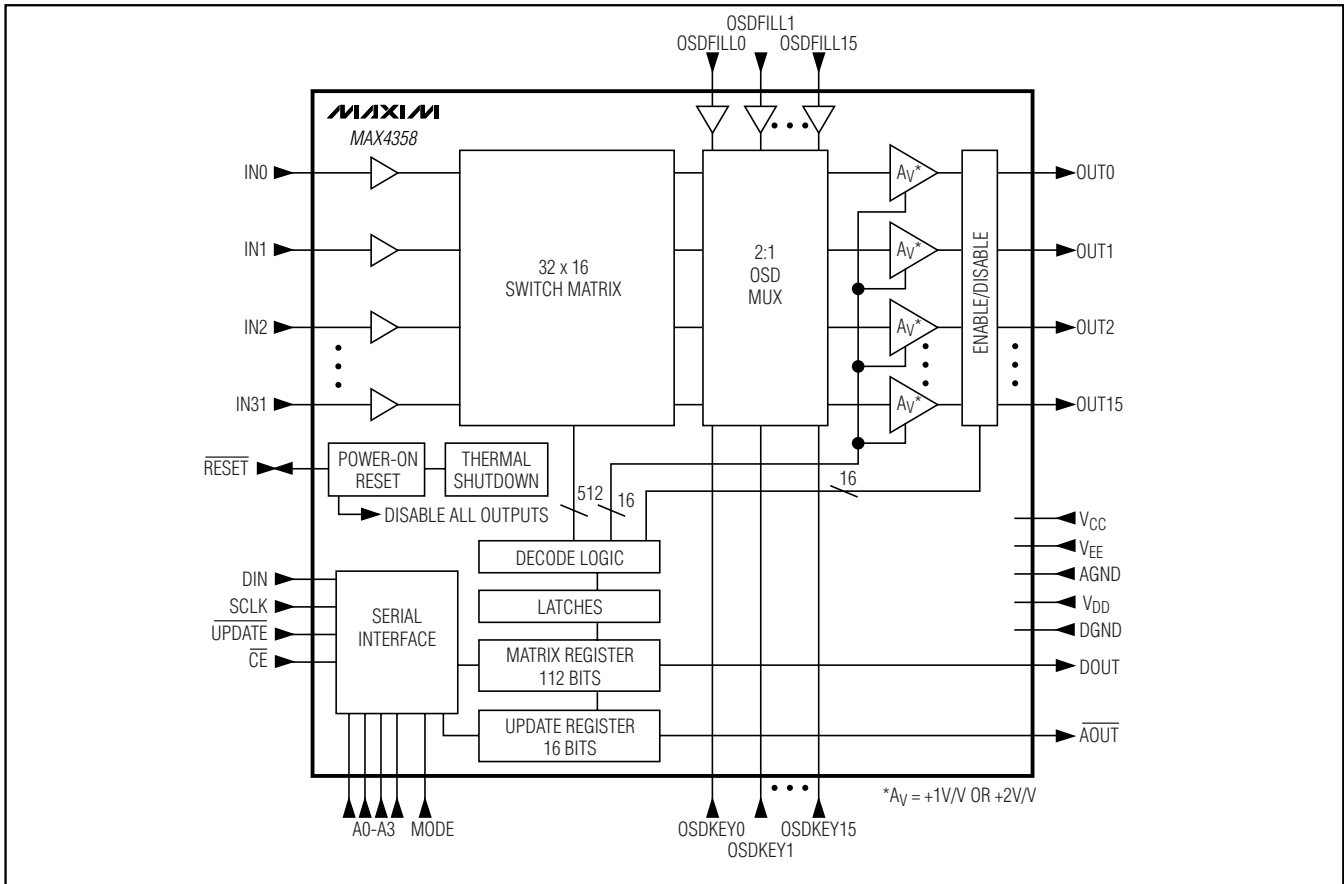 OSDFILL1
OSDFILL0
OSDFILL15
MAXIM
MAX4358
IN0
IN1
IN2
IN31
32 x 16
SWITCH MATRIX
2:1
OSD
MUX
AV*
AV*
AV*
AV*
ENABLE/DISABLE
OUT0
OUT1
OUT2
OUT15
RESET
POWER-ON
RESET
THERMAL
SHUTDOWN
DISABLE ALL OUTPUTS
512
16
16
DECODE LOGIC
LATCHES
MATRIX REGISTER
112 BITS
UPDATE REGISTER
16 BITS
DIN
SCLK
UPDATE
CE
SERIAL
INTERFACE
VCC
VEE
AGND
VDD
DGND
DOUT
AOUT
A0-A3
MODE
OSDKEY0
OSDKEY1
OSDKEY15
*AV = +1V/V OR +2V/V